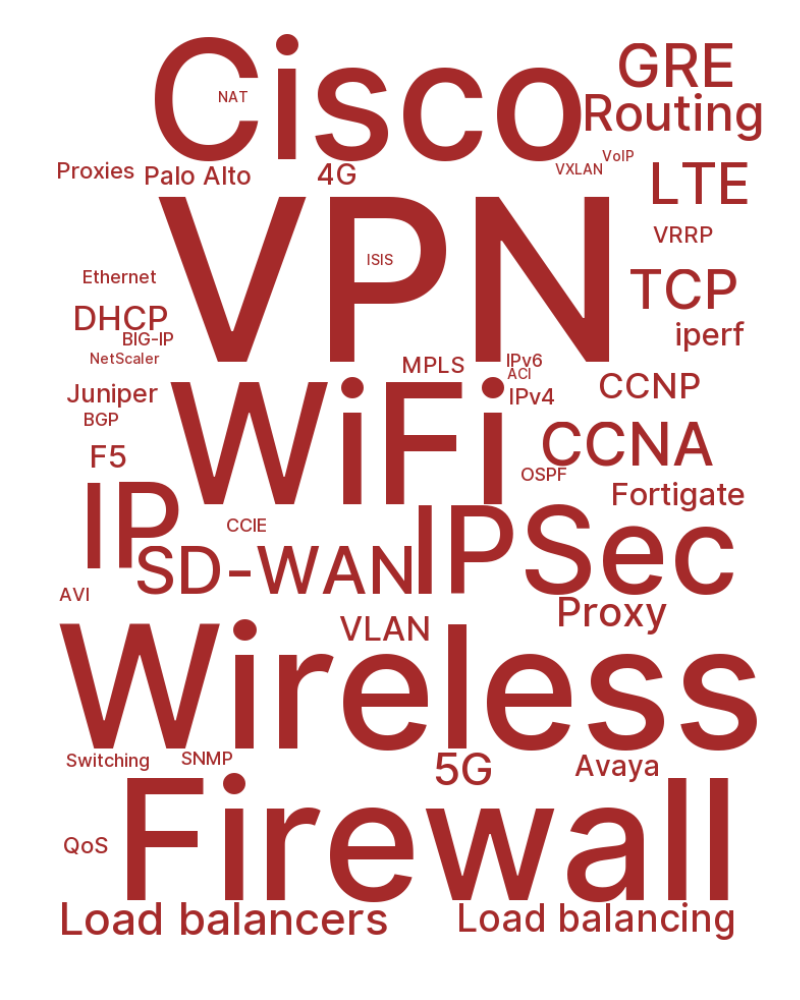 Cisco
NAT
GRE
Routing
Proxies
Palo Alto
4G
VXLAN
VoIP
LTE
VPN
ISIS
VRRP
Ethernet
TCP
DHCP
BIG-IP
iperf
NetScaler
MPLS
IPv6
ACI
IPv4
CCNP
Juniper
BGP
WiFi
CCNA
F5
OSPF
Fortigate
IP
CCIE
IPSec
SD-WAN
AVI
Proxy
VLAN
Wireless
Switching
SNMP
5G
Avaya
Firewall
QoS
Load balancers
Load balancing